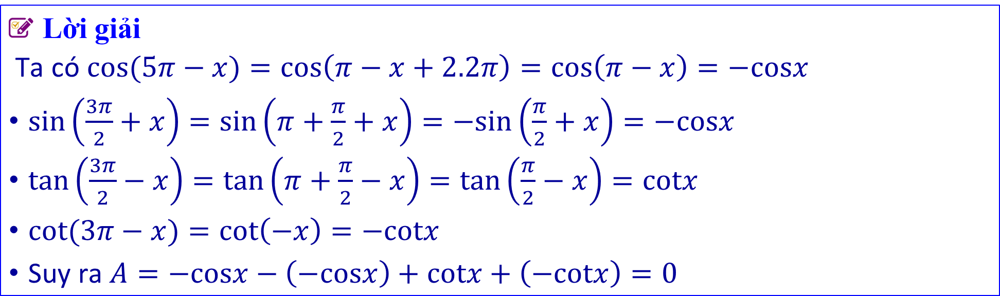 Lời giải
Ta có cos(5π − x) = cos(π − x + 2.2π) = cos(π − x) = −cosx
• sin(3π/2 + x) = sin(π + π/2 + x) = −sin(π/2 + x) = −cosx
• tan(3π/2 − x) = tan(π + π/2 − x) = tan(π/2 − x) = cotx
• cot(3π − x) = cot(−x) = −cotx
• Suy ra A = −cosx − (−cosx) + cotx + (−cotx) = 0